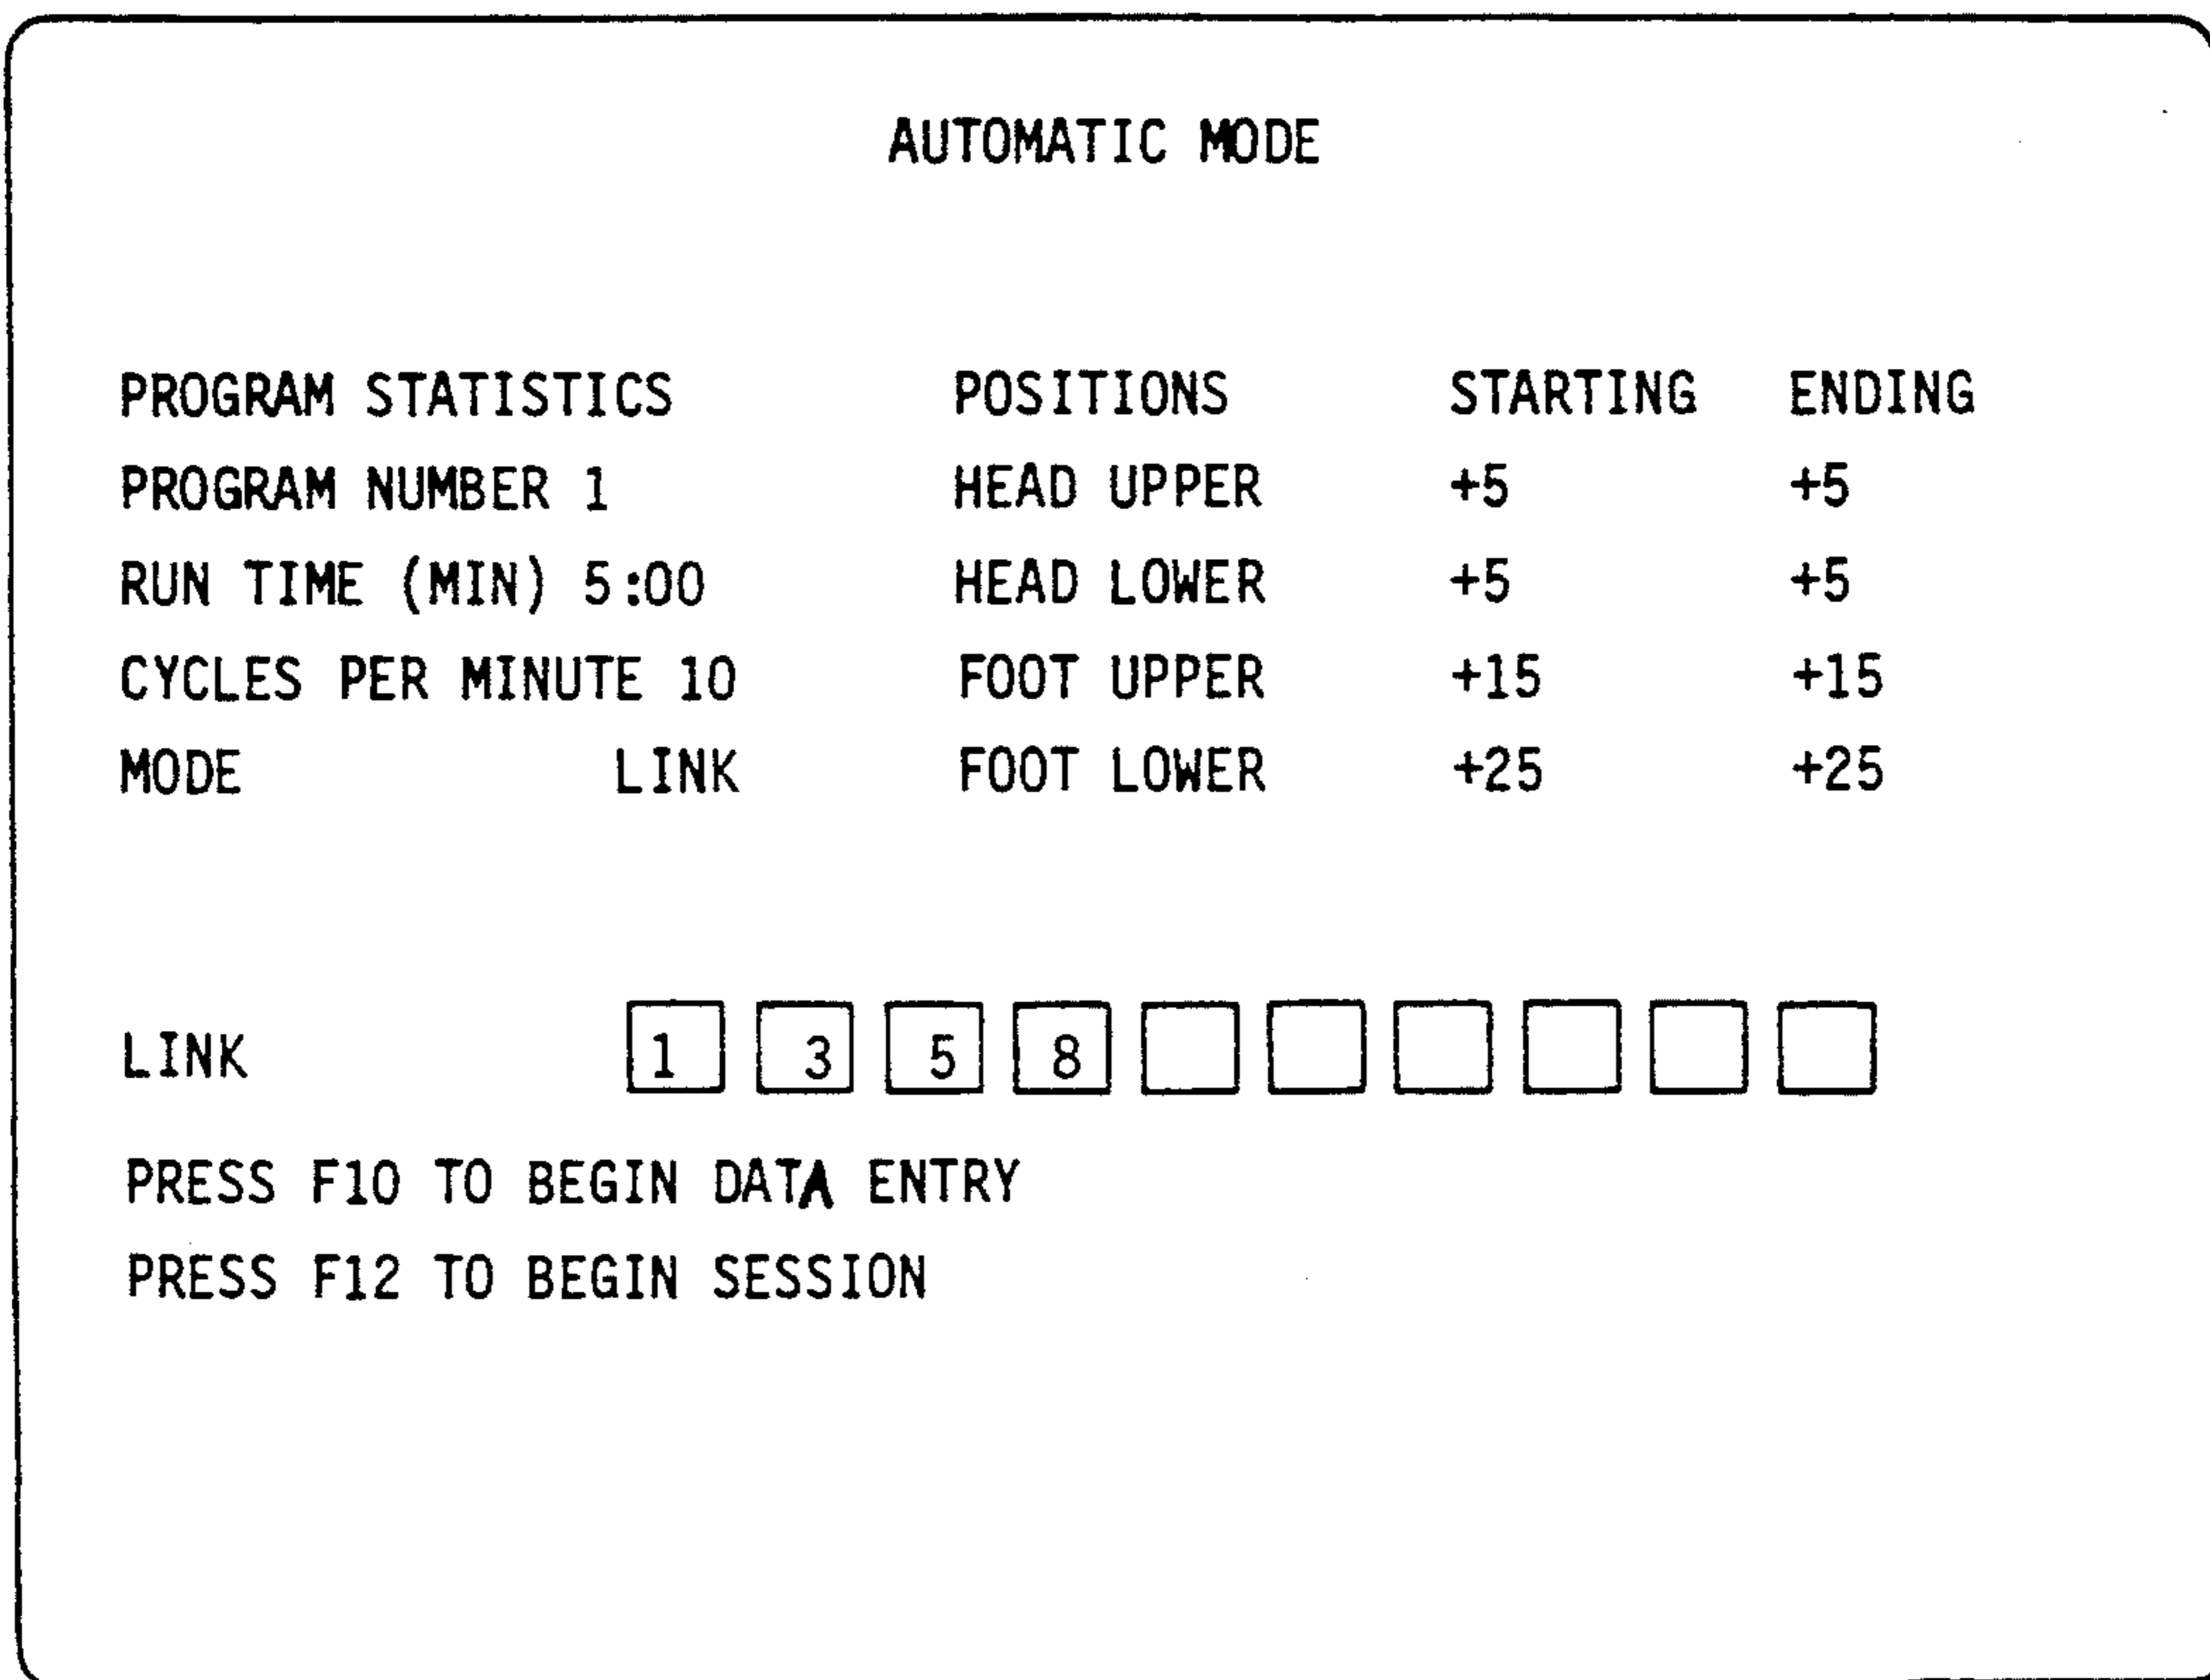 AUTOMATIC MODE
PROGRAM STATISTICS POSITIONS STARTING ENDING
PROGRAM NUMBER 1 HEAD UPPER +5 +5
RUN TIME (MIN) 5:00 HEAD LOWER +5 +5
CYCLES PER MINUTE 10 FOOT UPPER +15 +15
MODE LINK FOOT LOWER +25 +25
LINK 1 3 5 8
PRESS F10 TO BEGIN DATA ENTRY
PRESS F12 TO BEGIN SESSION